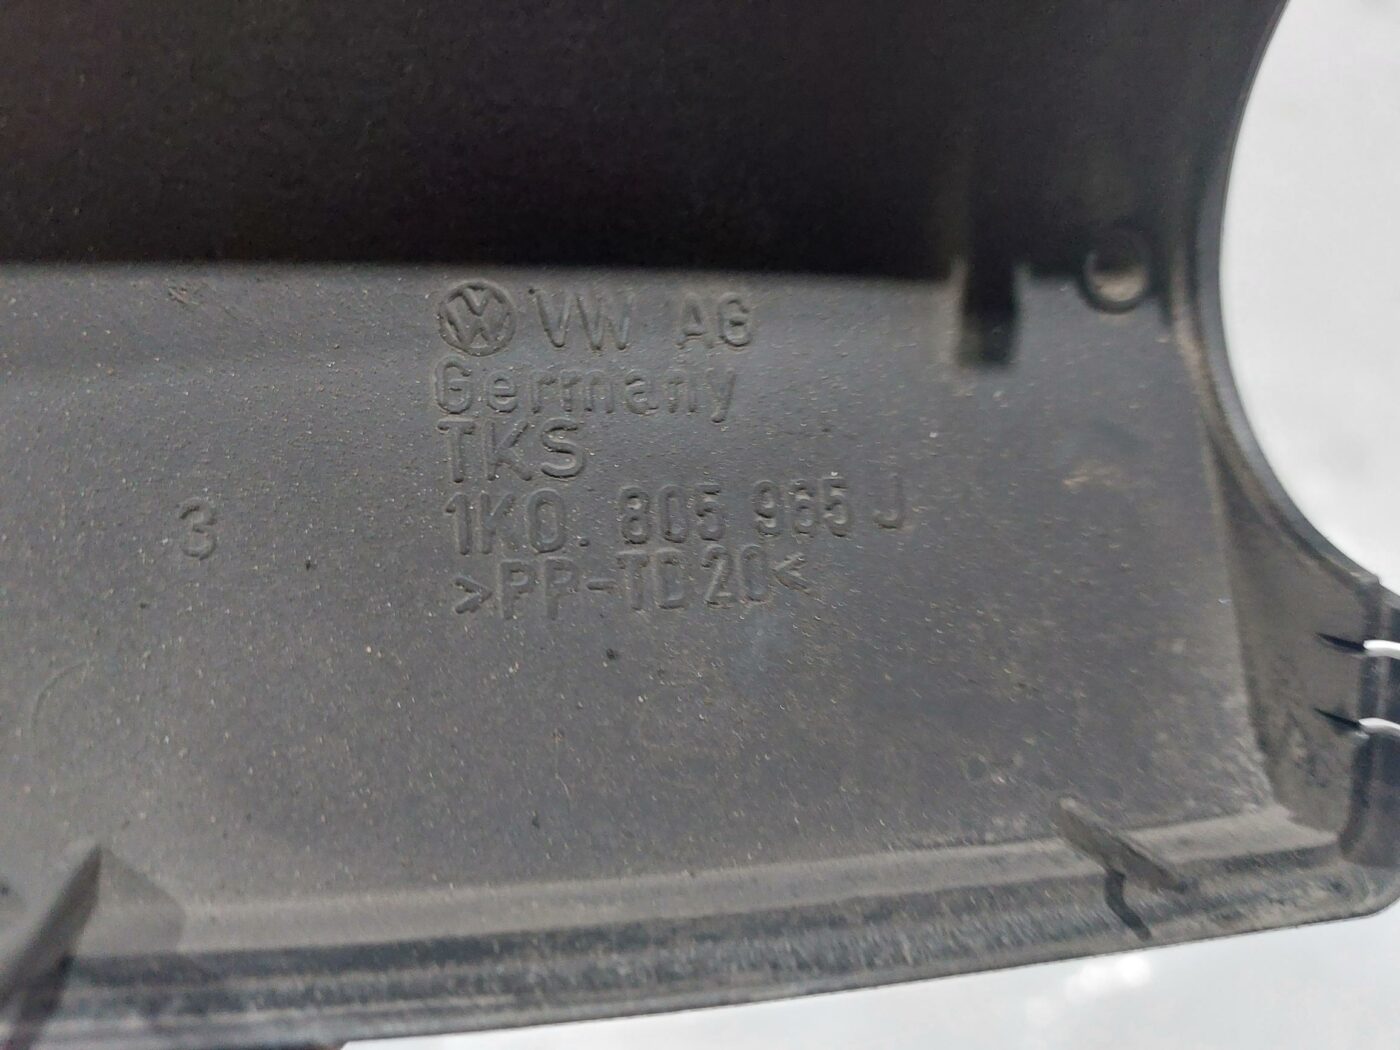 VW AG
Germany
TKS
3
1K0. 805 965 J
>PP-TD20<